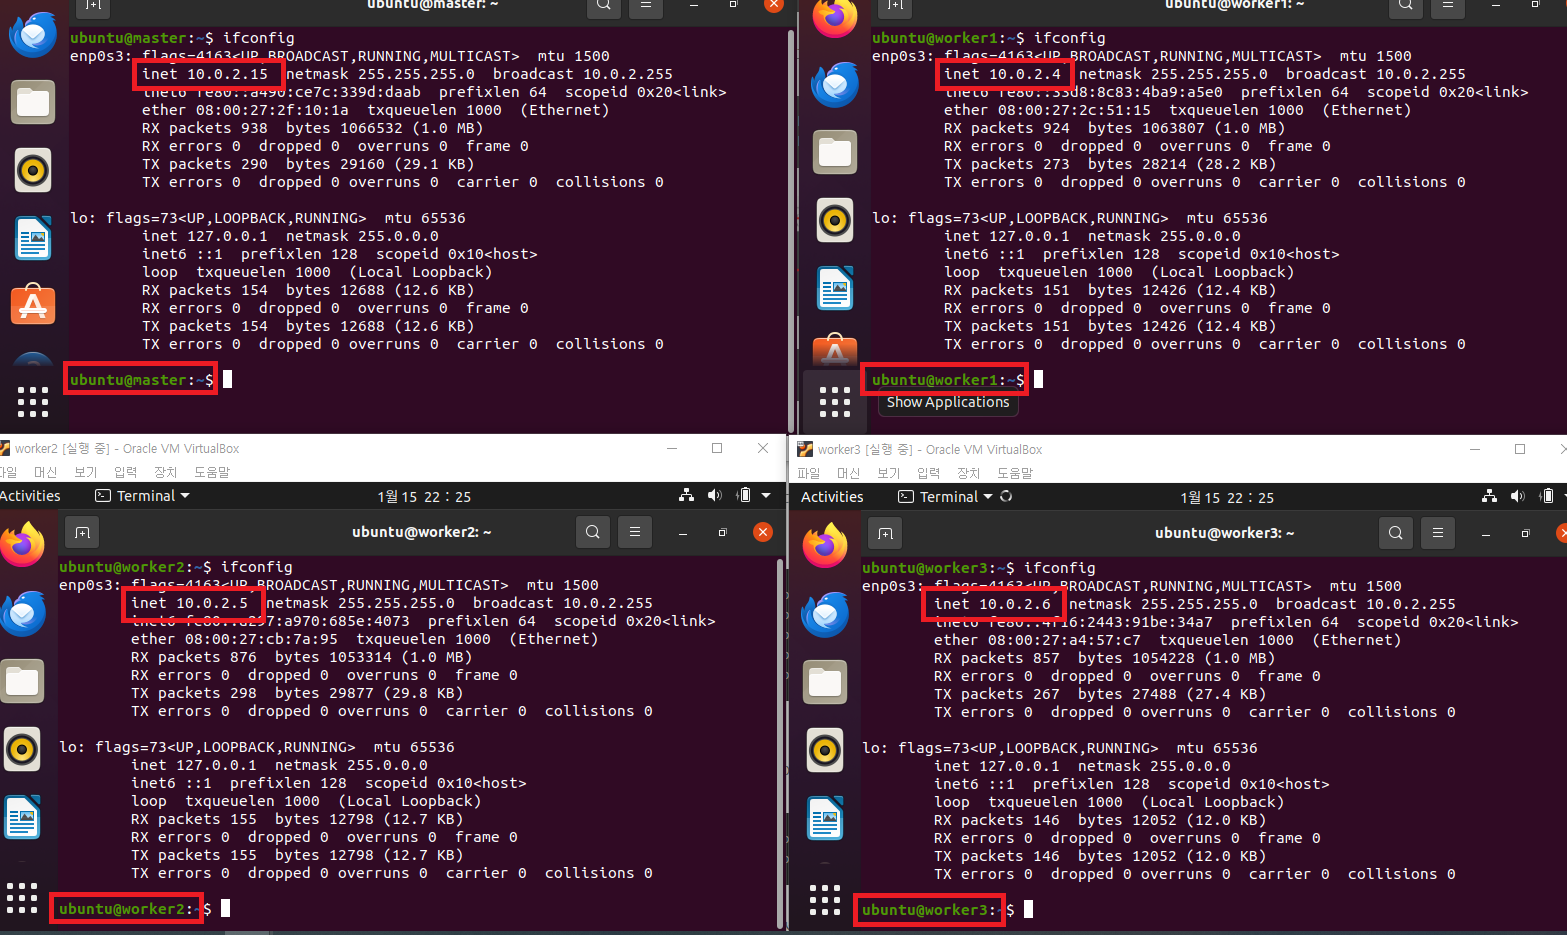 ubuntu@master: ~
ubuntu@master:~$ ifconfig
enp0s3: flags=4163<UP,BROADCAST,RUNNING,MULTICAST>  mtu 1500
inet 10.0.2.15  netmask 255.255.255.0  broadcast 10.0.2.255
inet6 fe80::a490:ce7c:339d:daab  prefixlen 64  scopeid 0x20<link>
ether 08:00:27:2f:10:1a  txqueuelen 1000  (Ethernet)
RX packets 938  bytes 1066532 (1.0 MB)
RX errors 0  dropped 0  overruns 0  frame 0
TX packets 290  bytes 29160 (29.1 KB)
TX errors 0  dropped 0 overruns 0  carrier 0  collisions 0
lo: flags=73<UP,LOOPBACK,RUNNING>  mtu 65536
inet 127.0.0.1  netmask 255.0.0.0
inet6 ::1  prefixlen 128  scopeid 0x10<host>
loop  txqueuelen 1000  (Local Loopback)
RX packets 154  bytes 12688 (12.6 KB)
RX errors 0  dropped 0  overruns 0  frame 0
TX packets 154  bytes 12688 (12.6 KB)
TX errors 0  dropped 0 overruns 0  carrier 0  collisions 0
ubuntu@master:~$
ubuntu@worker1: ~
ubuntu@worker1:~$ ifconfig
enp0s3: flags=4163<UP,BROADCAST,RUNNING,MULTICAST>  mtu 1500
inet 10.0.2.4  netmask 255.255.255.0  broadcast 10.0.2.255
inet6 8c83:4ba9:a5e0  prefixlen 64  scopeid 0x20<link>
ether 08:00:27:2c:51:15  txqueuelen 1000  (Ethernet)
RX packets 924  bytes 1063807 (1.0 MB)
RX errors 0  dropped 0  overruns 0  frame 0
TX packets 273  bytes 28214 (28.2 KB)
TX errors 0  dropped 0 overruns 0  carrier 0  collisions 0
lo: flags=73<UP,LOOPBACK,RUNNING>  mtu 65536
inet 127.0.0.1  netmask 255.0.0.0
inet6 ::1  prefixlen 128  scopeid 0x10<host>
loop  txqueuelen 1000  (Local Loopback)
RX packets 151  bytes 12426 (12.4 KB)
RX errors 0  dropped 0  overruns 0  frame 0
TX packets 151  bytes 12426 (12.4 KB)
TX errors 0  dropped 0 overruns 0  carrier 0  collisions 0
ubuntu@worker1:~$
Show Applications
worker2 [실행 중] - Oracle VM VirtualBox
파일 머신 보기 입력 장치 도움말
Activities Terminal 1월 15 22 : 25
ubuntu@worker2: ~
ubuntu@worker2:~$ ifconfig
enp0s3: flags=4163<UP,BROADCAST,RUNNING,MULTICAST>  mtu 1500
inet 10.0.2.5  netmask 255.255.255.0  broadcast 10.0.2.255
inet6 a970:685e:4073  prefixlen 64  scopeid 0x20<link>
ether 08:00:27:cb:7a:95  txqueuelen 1000  (Ethernet)
RX packets 876  bytes 1053314 (1.0 MB)
RX errors 0  dropped 0  overruns 0  frame 0
TX packets 298  bytes 29877 (29.8 KB)
TX errors 0  dropped 0 overruns 0  carrier 0  collisions 0
lo: flags=73<UP,LOOPBACK,RUNNING>  mtu 65536
inet 127.0.0.1  netmask 255.0.0.0
inet6 ::1  prefixlen 128  scopeid 0x10<host>
loop  txqueuelen 1000  (Local Loopback)
RX packets 155  bytes 12798 (12.7 KB)
RX errors 0  dropped 0  overruns 0  frame 0
TX packets 155  bytes 12798 (12.7 KB)
TX errors 0  dropped 0 overruns 0  carrier 0  collisions 0
ubuntu@worker2:~$
worker3 [실행 중] - Oracle VM VirtualBox
파일 머신 보기 입력 장치 도움말
Activities Terminal 1월 15 22 : 25
ubuntu@worker3: ~
ubuntu@worker3:~$ ifconfig
enp0s3: flags=4163<UP,BROADCAST,RUNNING,MULTICAST>  mtu 1500
inet 10.0.2.6  netmask 255.255.255.0  broadcast 10.0.2.255
inet6 fe80::4f16:2443:91be:34a7  prefixlen 64  scopeid 0x20<link>
ether 08:00:27:a4:57:c7  txqueuelen 1000  (Ethernet)
RX packets 857  bytes 1054228 (1.0 MB)
RX errors 0  dropped 0  overruns 0  frame 0
TX packets 267  bytes 27488 (27.4 KB)
TX errors 0  dropped 0 overruns 0  carrier 0  collisions 0
lo: flags=73<UP,LOOPBACK,RUNNING>  mtu 65536
inet 127.0.0.1  netmask 255.0.0.0
inet6 ::1  prefixlen 128  scopeid 0x10<host>
loop  txqueuelen 1000  (Local Loopback)
RX packets 146  bytes 12052 (12.0 KB)
RX errors 0  dropped 0  overruns 0  frame 0
TX packets 146  bytes 12052 (12.0 KB)
TX errors 0  dropped 0 overruns 0  carrier 0  collisions 0
ubuntu@worker3:~$